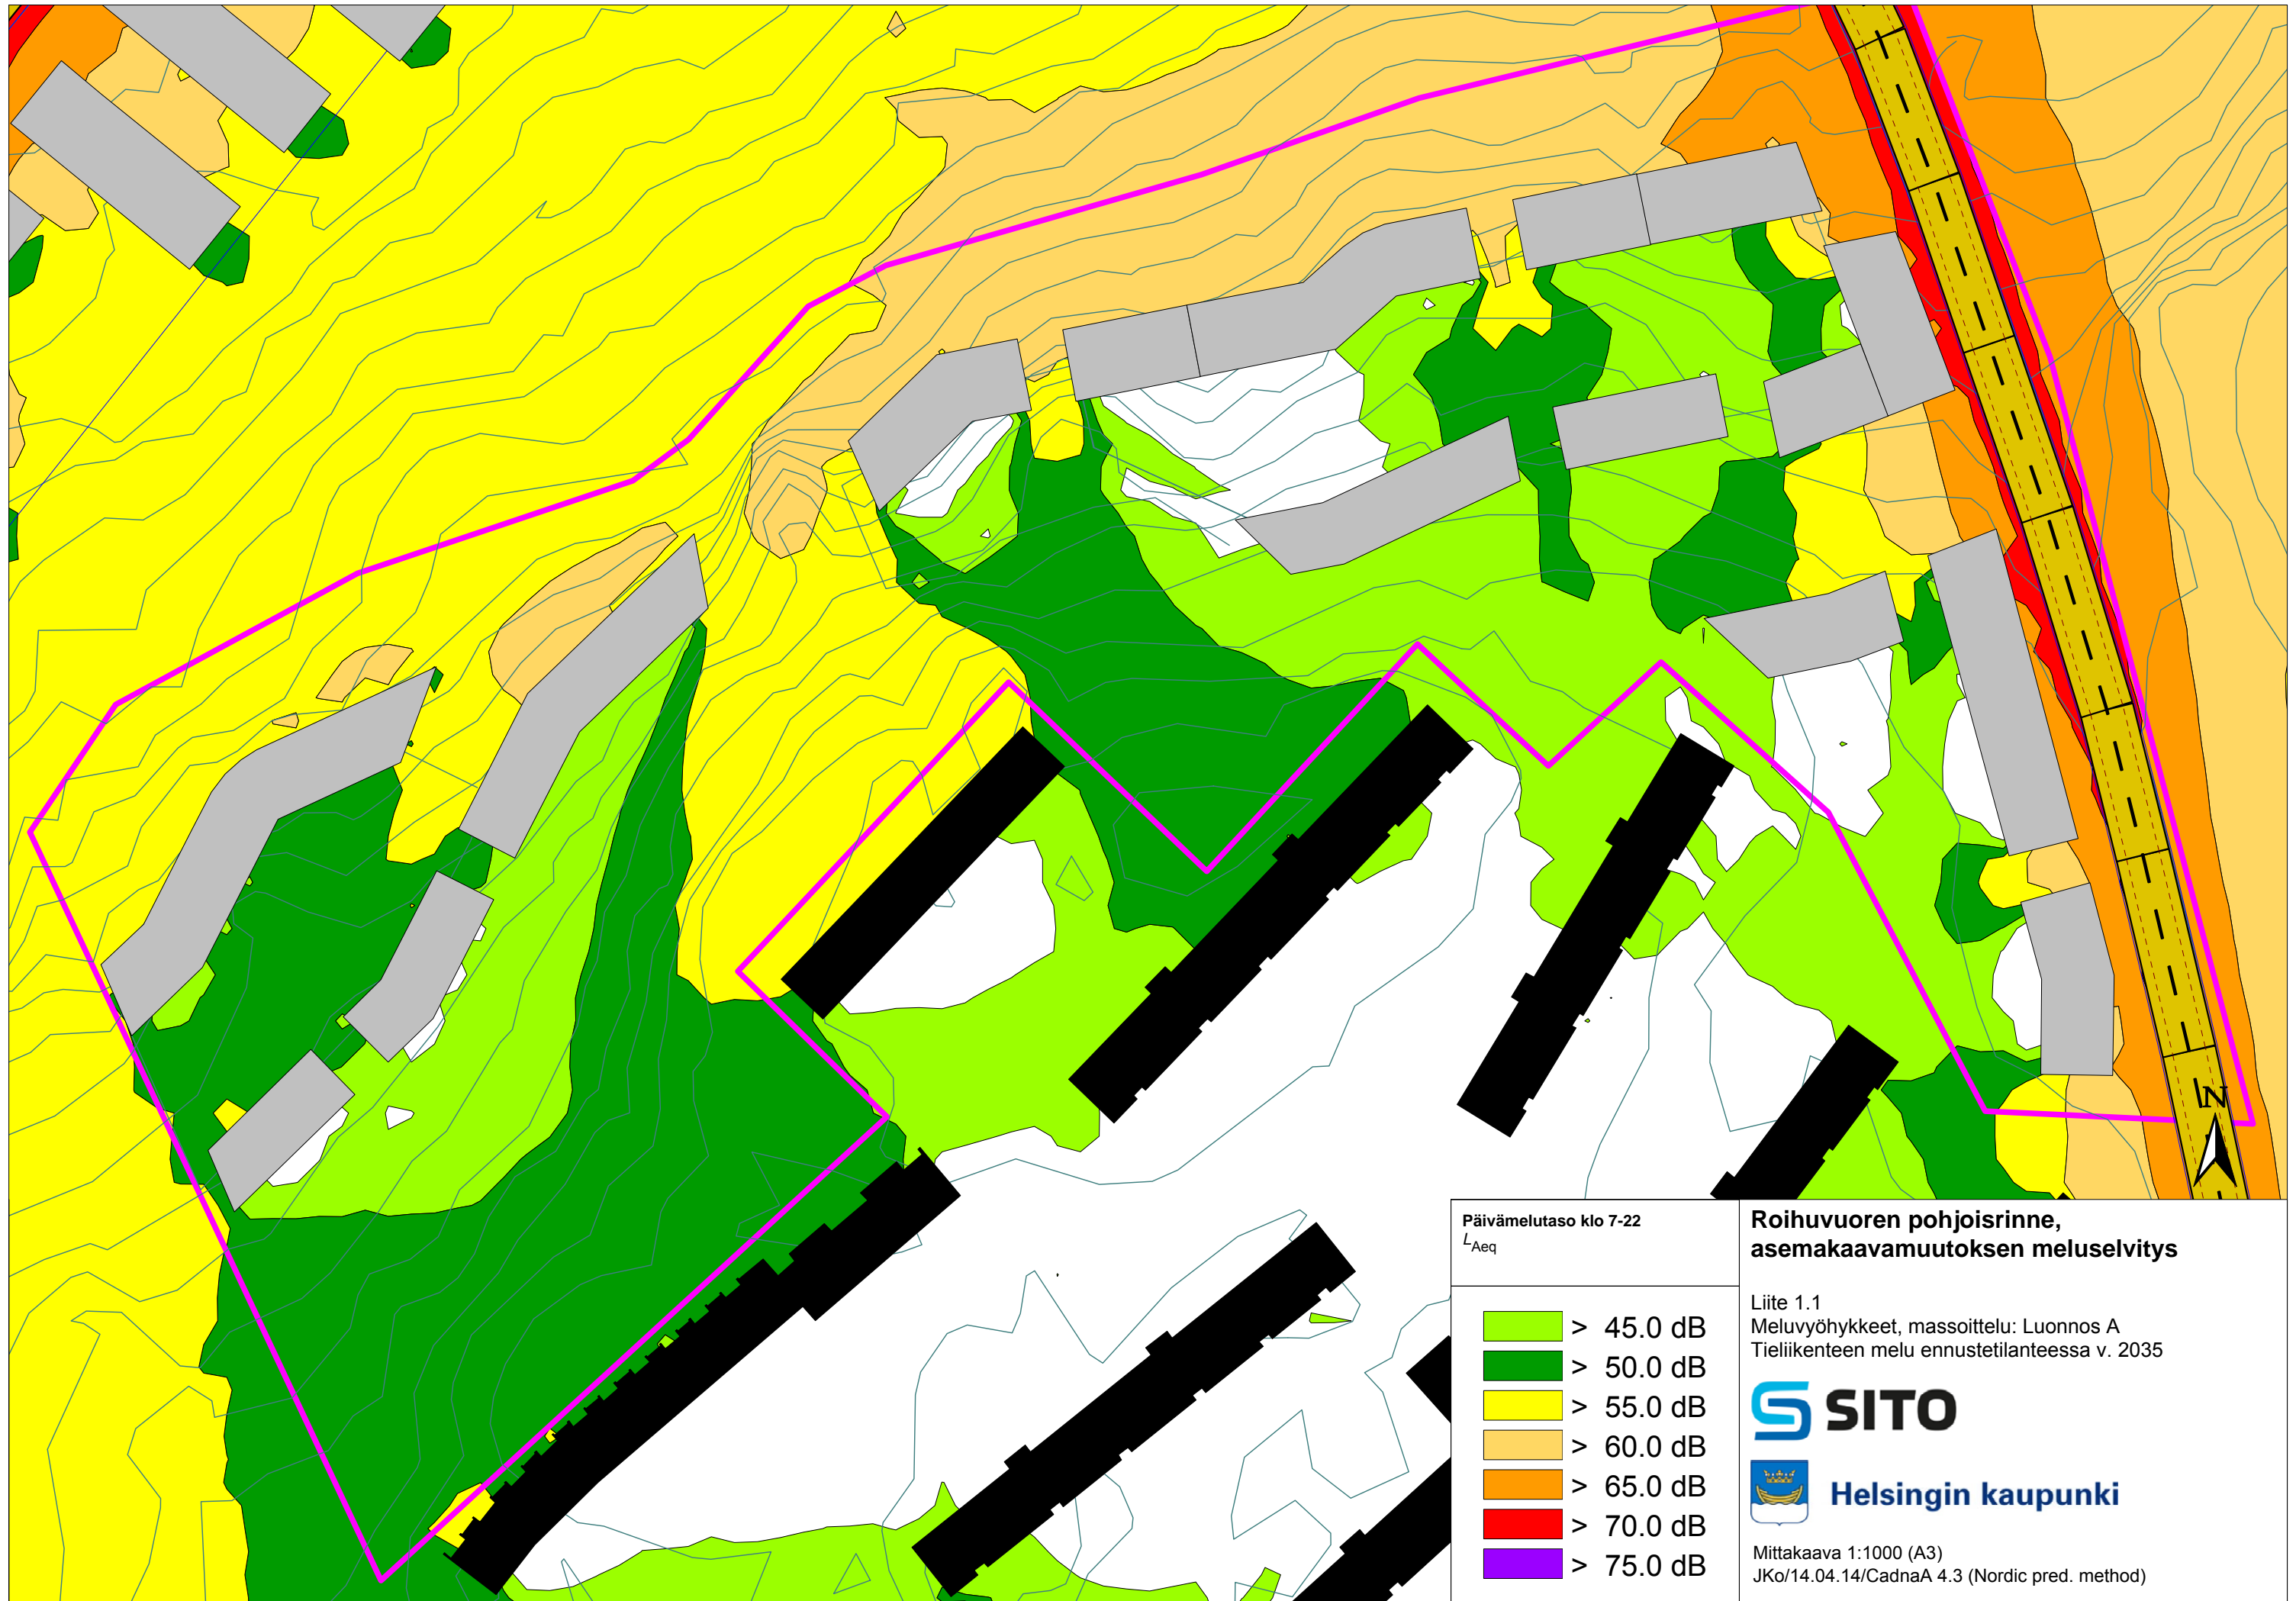 N
Päivämelutaso klo 7-22
LAeq
> 45.0 dB
> 50.0 dB
> 55.0 dB
> 60.0 dB
> 65.0 dB
> 70.0 dB
> 75.0 dB
Roihuvuoren pohjoisrinne,
asemakaavamuutoksen meluselvitys
Liite 1.1
Meluvyöhykkeet, massoittelu: Luonnos A
Tieliikenteen melu ennustetilanteessa v. 2035
SITO
Helsingin kaupunki
Mittakaava 1:1000 (A3)
JKo/14.04.14/CadnaA 4.3 (Nordic pred. method)